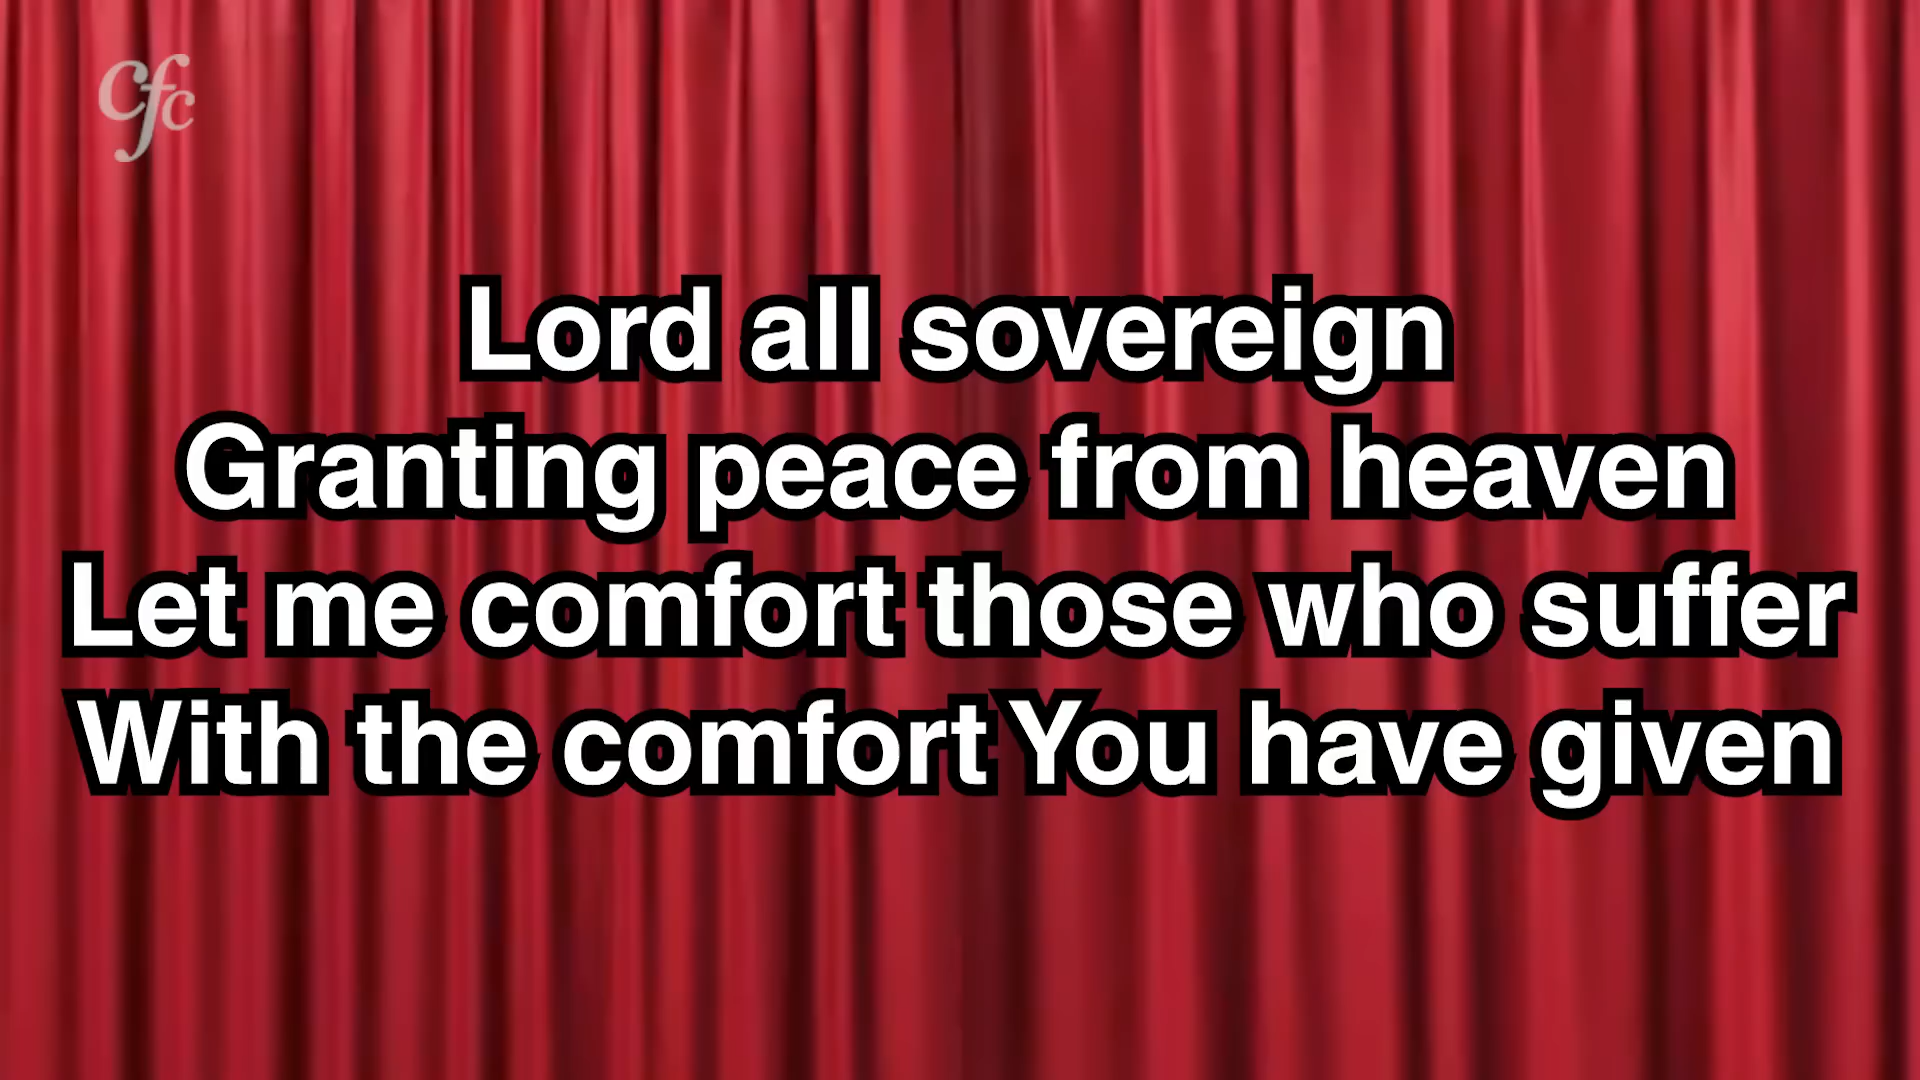 cfc
Lord all sovereign
Granting peace from heaven
Let me comfort those who suffer
With the comfort You have given